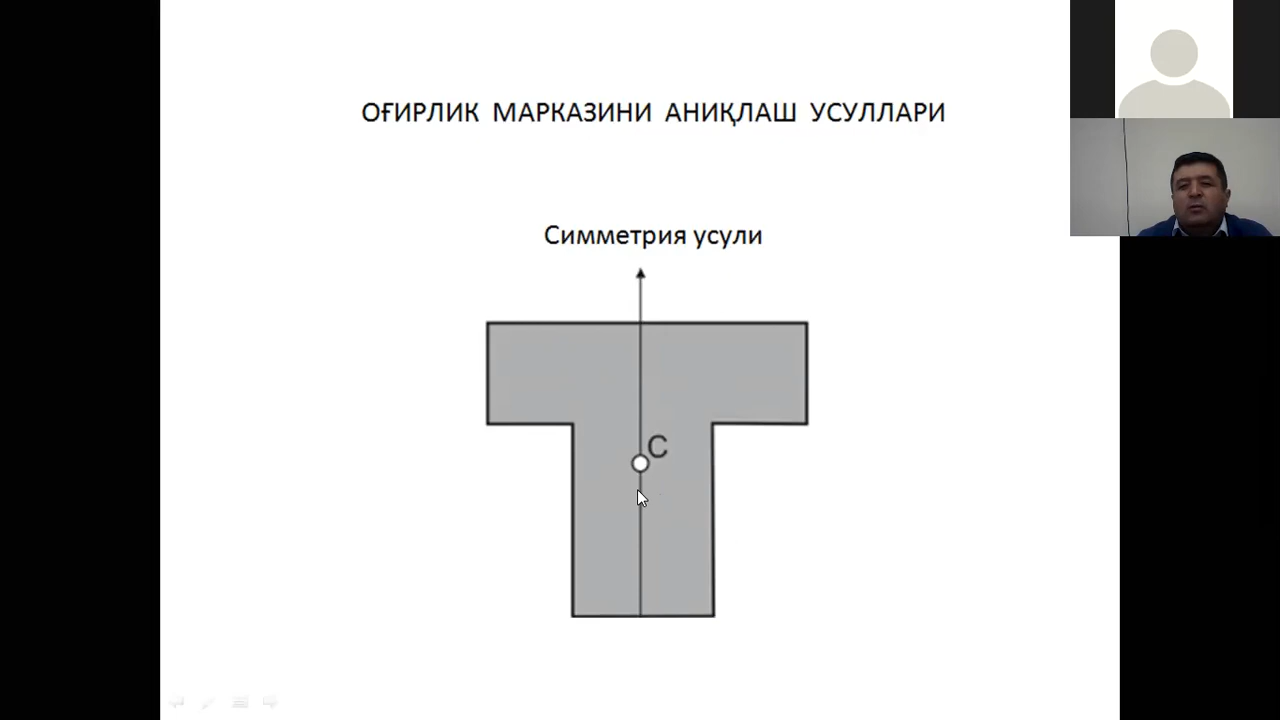 ОҒИРЛИК МАРКАЗИНИ АНИҚЛАШ УСУЛЛАРИ
Симметрия усули
C